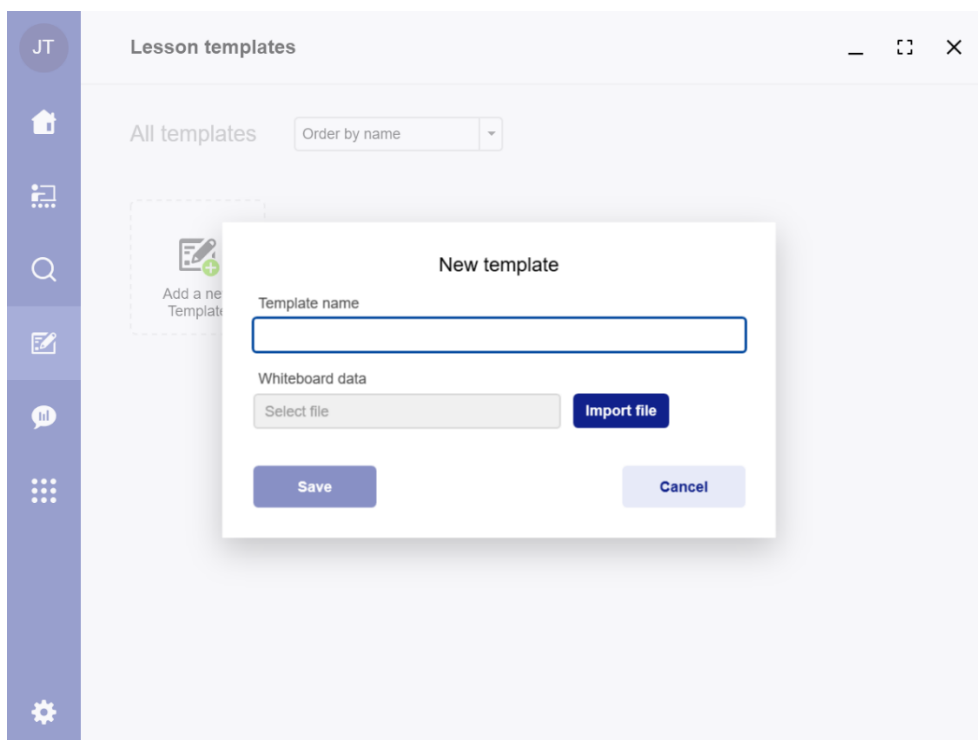 JT
Lesson templates
All templates
Order by name
Add a ne
Template
New template
Template name
Whiteboard data
Select file
Import file
Save
Cancel